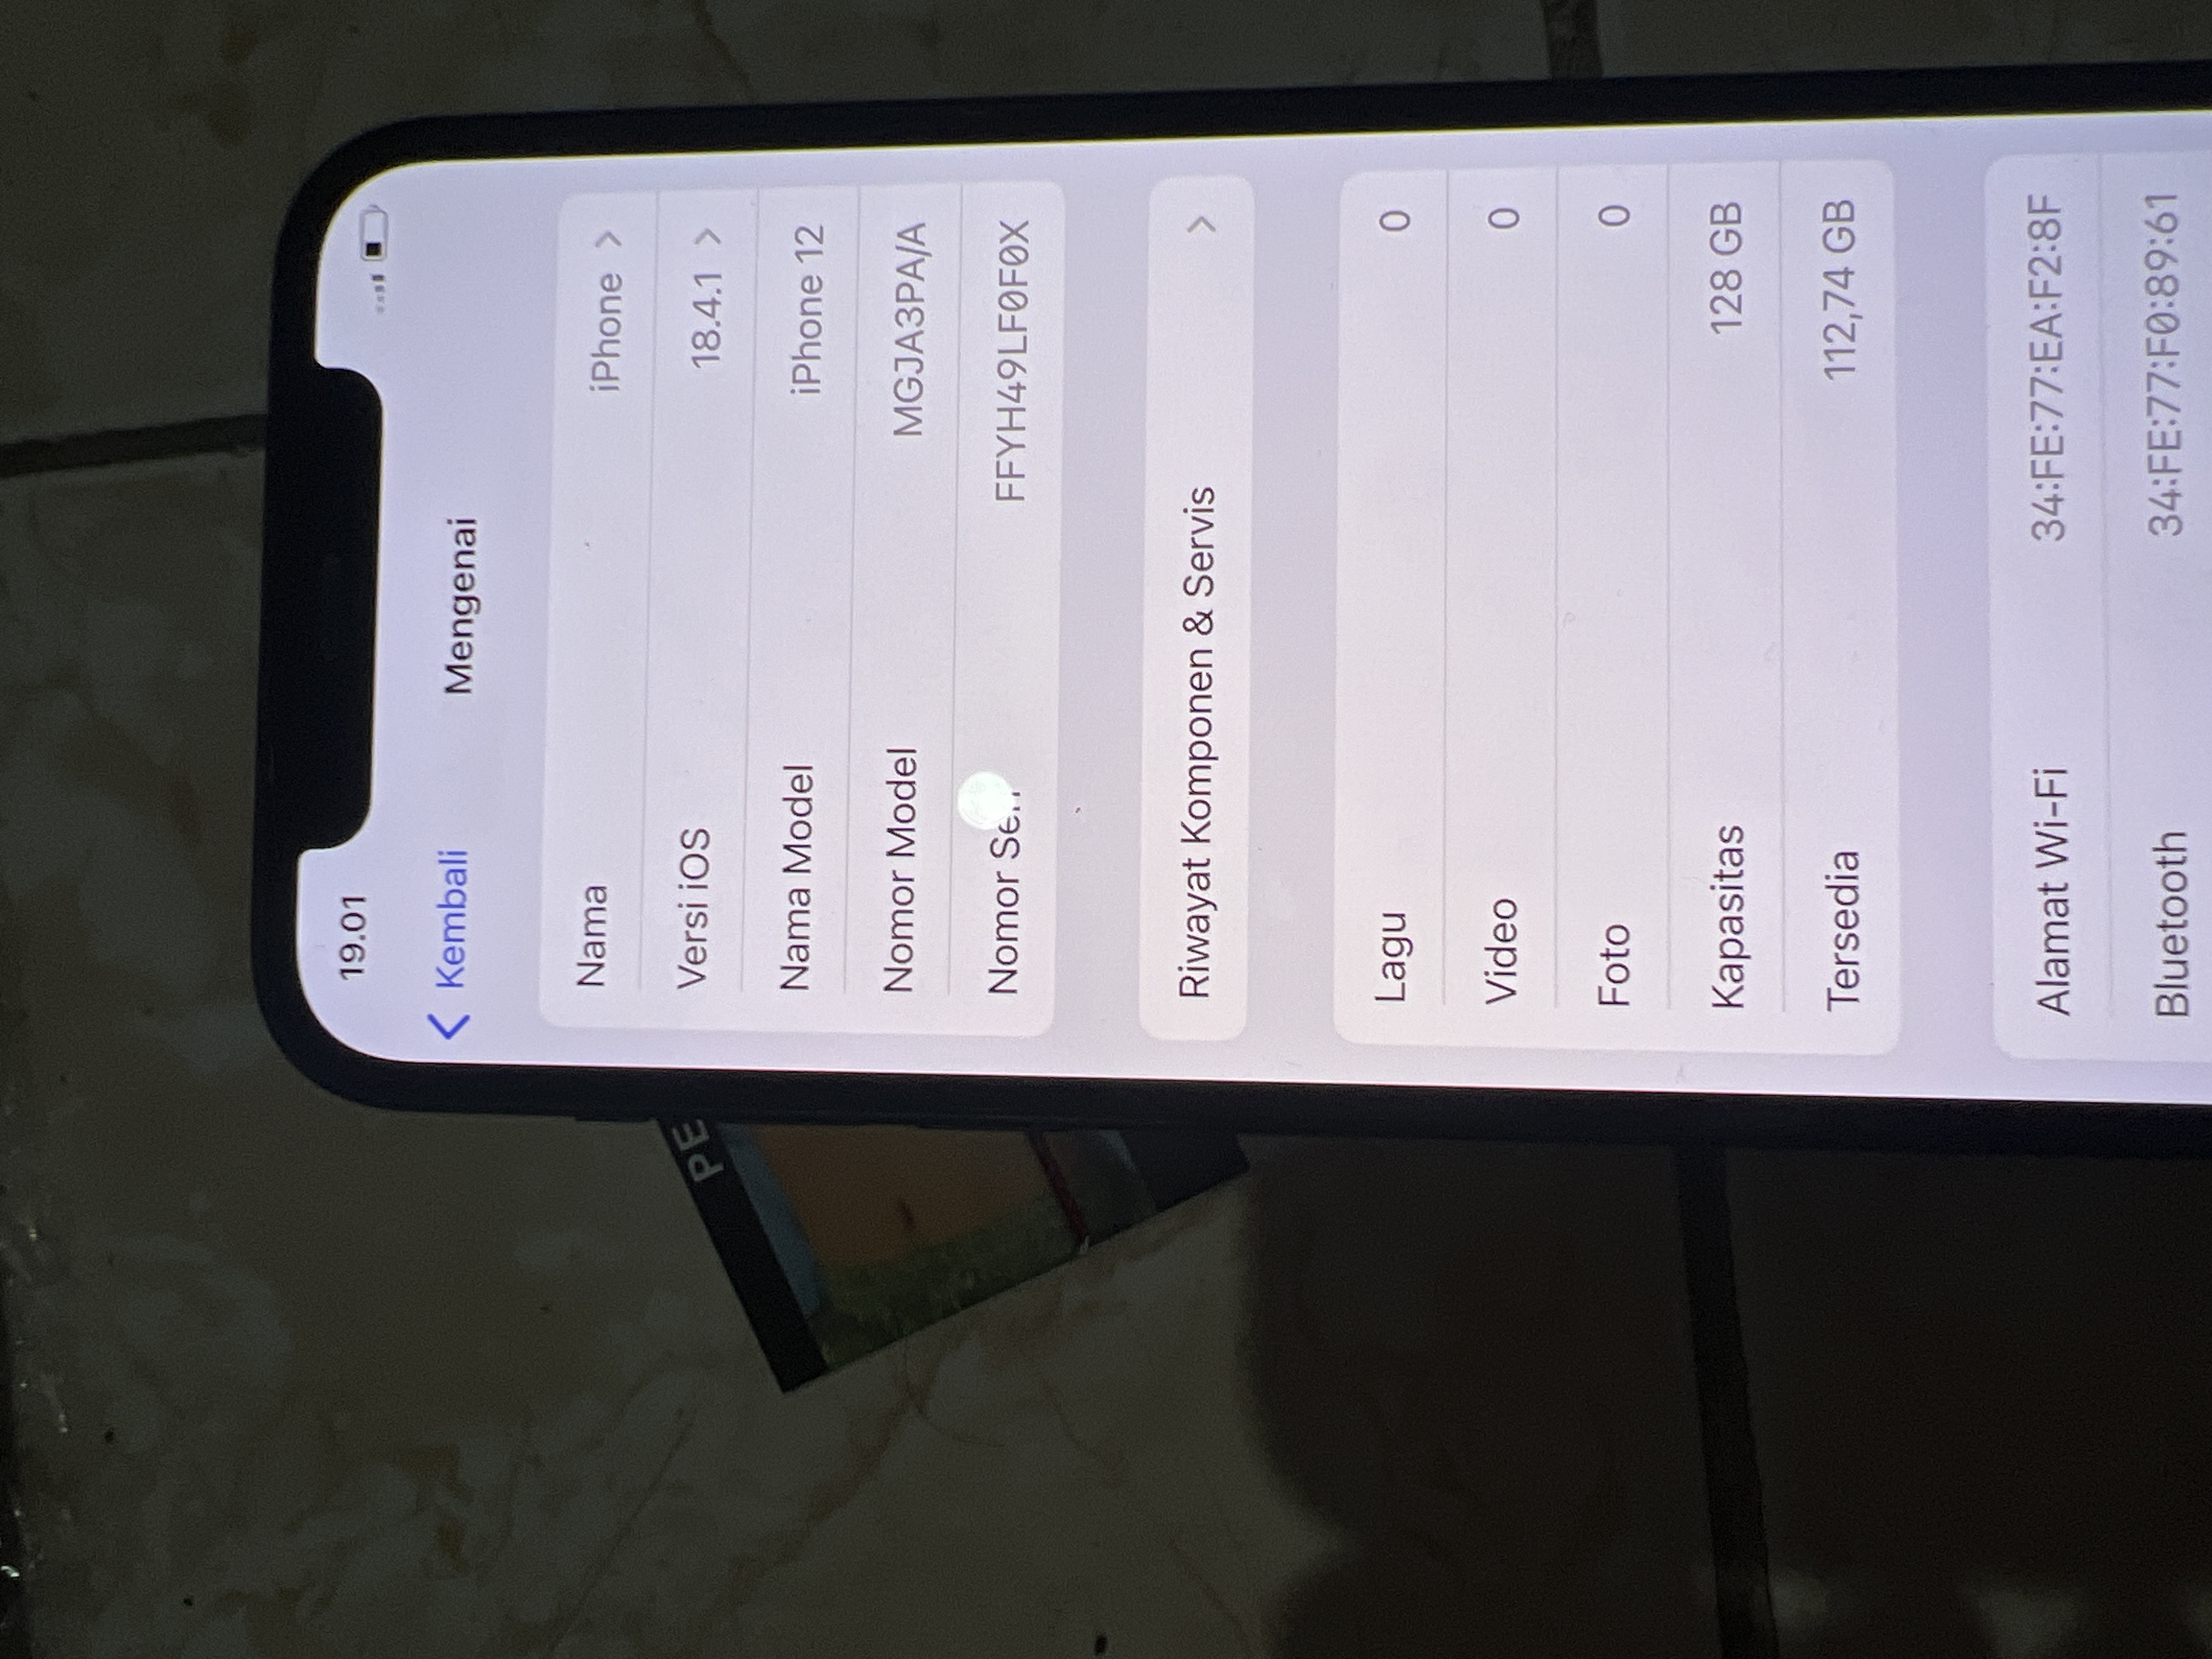 19.01
Kembali
Mengenai
Nama iPhone
Versi iOS 18.4.1
Nama Model iPhone 12
Nomor Model MGJA3PA/A
Nomor FFYH49LF0F0X
Riwayat Komponen & Servis
Lagu 0
Video 0
Foto 0
Kapasitas 128 GB
Tersedia 112,74 GB
Alamat Wi-Fi 34:FE:77:EA:F2:8F
Bluetooth 34:FE:77:F0:89:61
PE